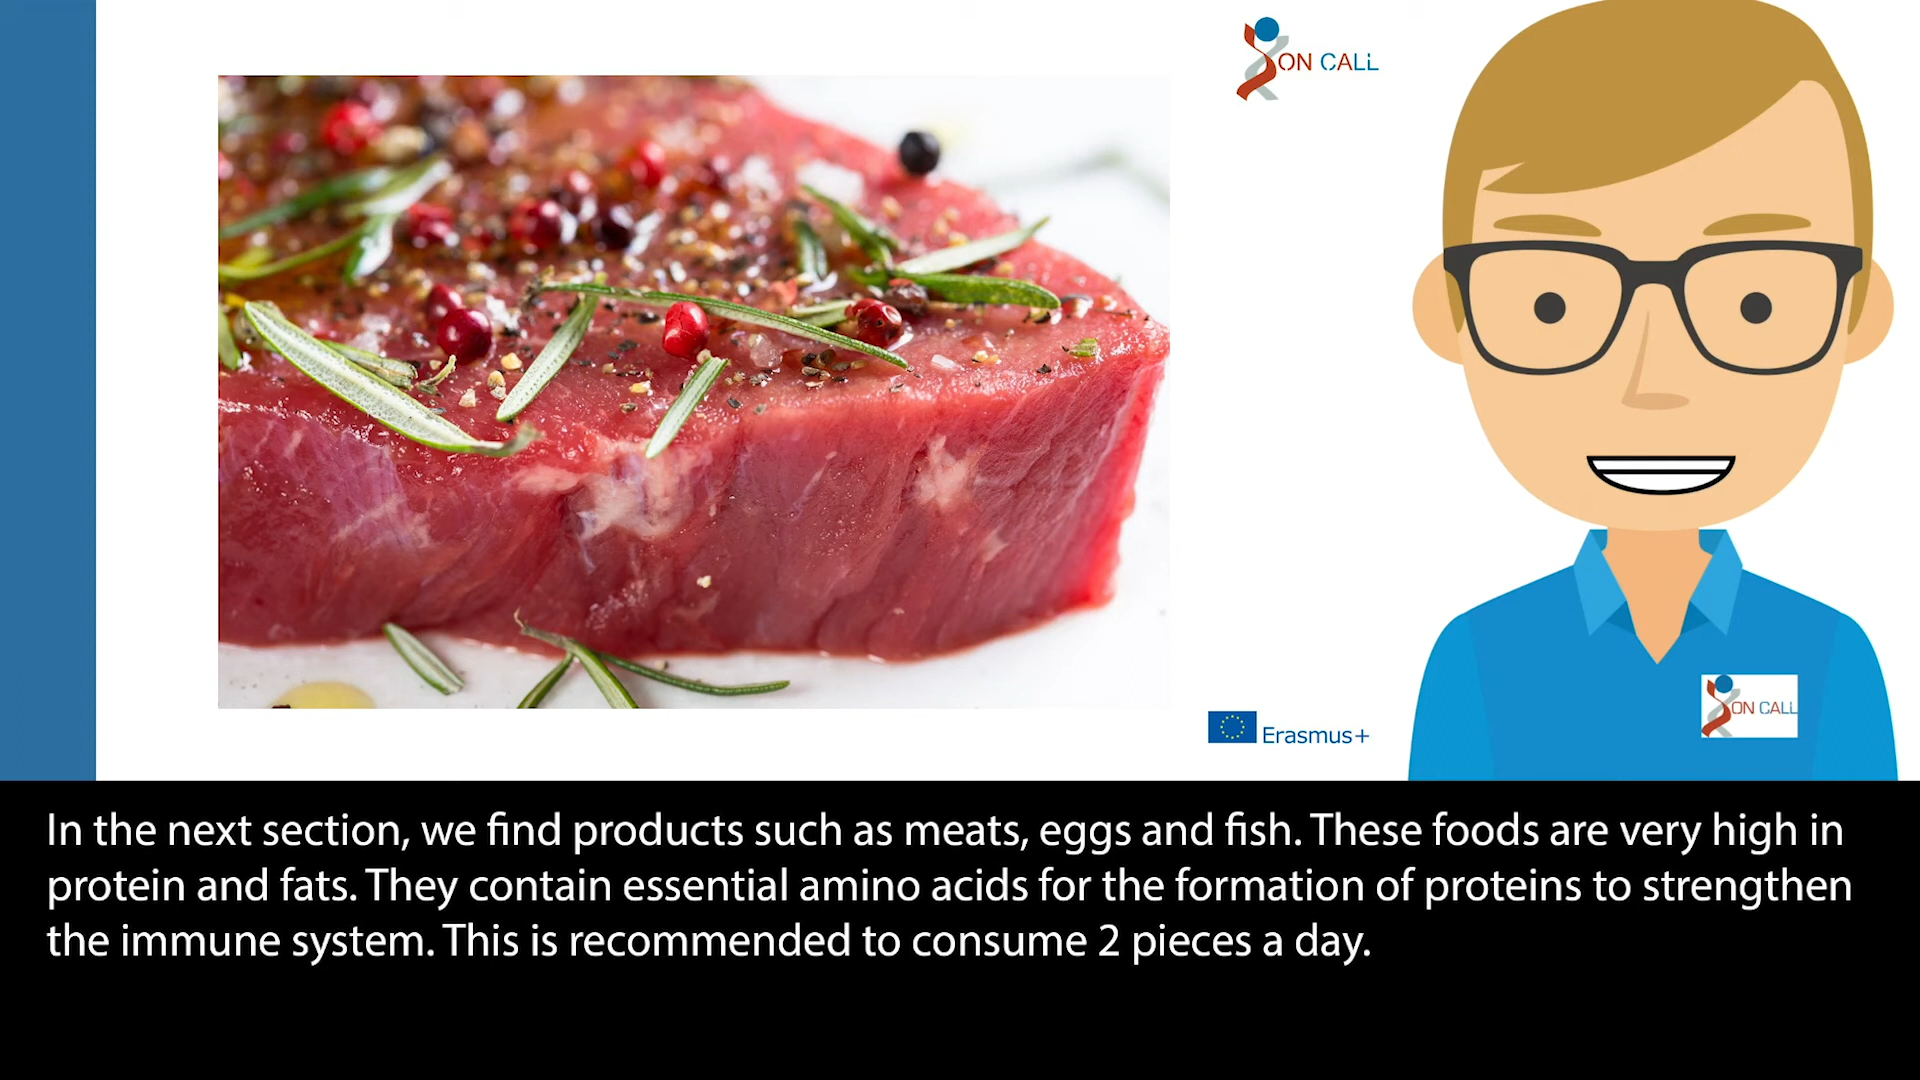 ON CALL
Erasmus+
ON CALL
In the next section, we find products such as meats, eggs and fish. These foods are very high in
protein and fats. They contain essential amino acids for the formation of proteins to strengthen
the immune system. This is recommended to consume 2 pieces a day.